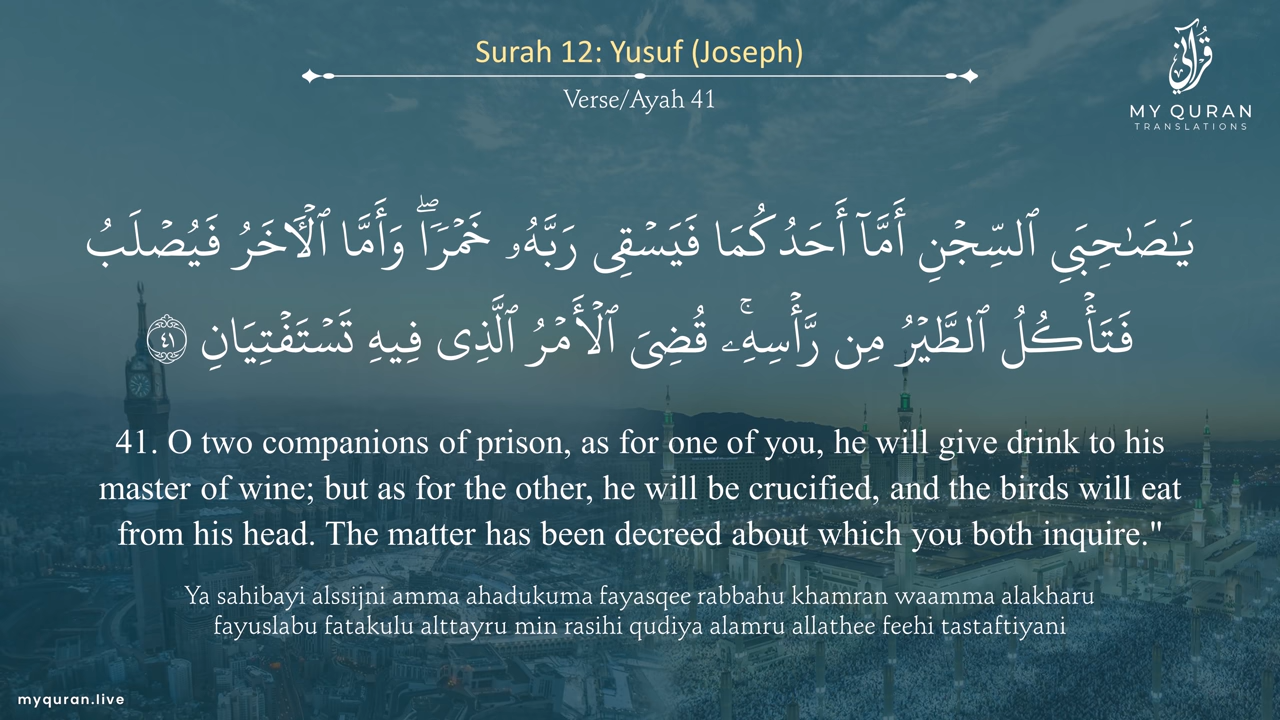 Surah 12: Yusuf (Joseph)
Verse/Ayah 41
قرآني
MY QURAN
TRANSLATIONS
يَـٰصَـٰحِبَىِ ٱلسِّجْنِ أَمَّآ أَحَدُكُمَا فَيَسْقِى رَبَّهُۥ خَمْرًۭا ۖ وَأَمَّا ٱلْـَٔاخَرُ فَيُصْلَبُ
فَتَأْكُلُ ٱلطَّيْرُ مِن رَّأْسِهِۦ ۚ قُضِىَ ٱلْأَمْرُ ٱلَّذِى فِيهِ تَسْتَفْتِيَانِ ٤١
41. O two companions of prison, as for one of you, he will give drink to his
master of wine; but as for the other, he will be crucified, and the birds will eat
from his head. The matter has been decreed about which you both inquire."
Ya sahibayi alssijni amma ahadukuma fayasqee rabbahu khamran waamma alakharu
fayuslabu fatakulu alttayru min rasihi qudiya alamru allathee feehi tastaftiyani
myquran.live